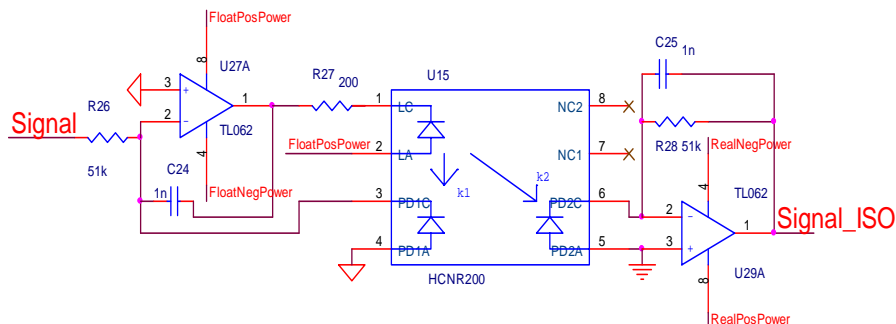 FloatPosPower
U27A
8
3
+
1
2
-
TL062
4
FloatNegPower
Signal
R26
51k
C24
1n
R27
200
U15
1
LC
NC2
8
FloatPosPower
2
LA
NC1
7
k1
k2
3
PD1C
PD2C
6
4
PD1A
PD2A
5
HCNR200
C25
1n
R28
51k
RealNegPower
4
TL062
2
-
1
3
+
Signal_ISO
8
U29A
RealPosPower